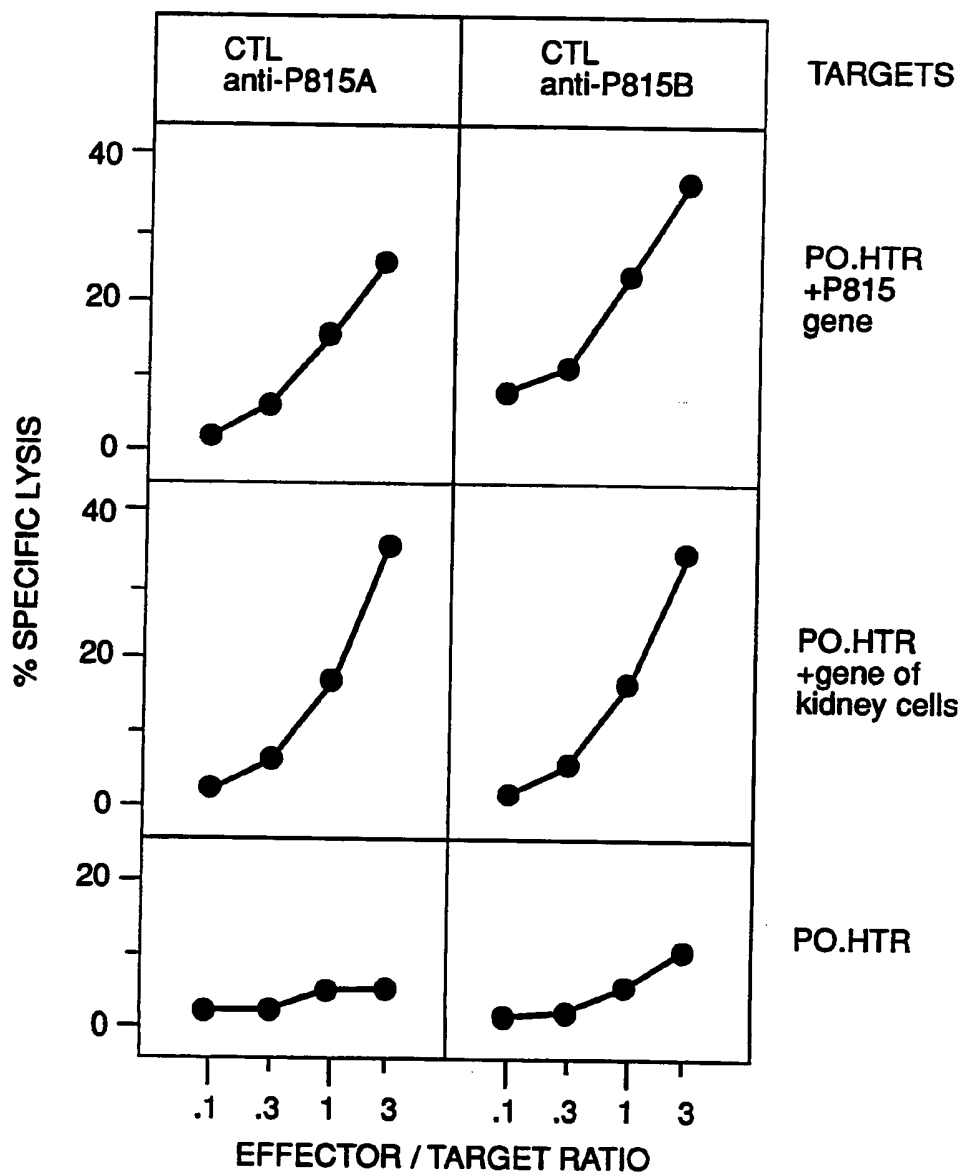 CTL
anti-P815A
CTL
anti-P815B
TARGETS
40
20
0
PO.HTR
+P815
gene
% SPECIFIC LYSIS
40
20
0
PO.HTR
+gene of
kidney cells
20
0
PO.HTR
.1 .3 1 3
.1 .3 1 3
EFFECTOR / TARGET RATIO